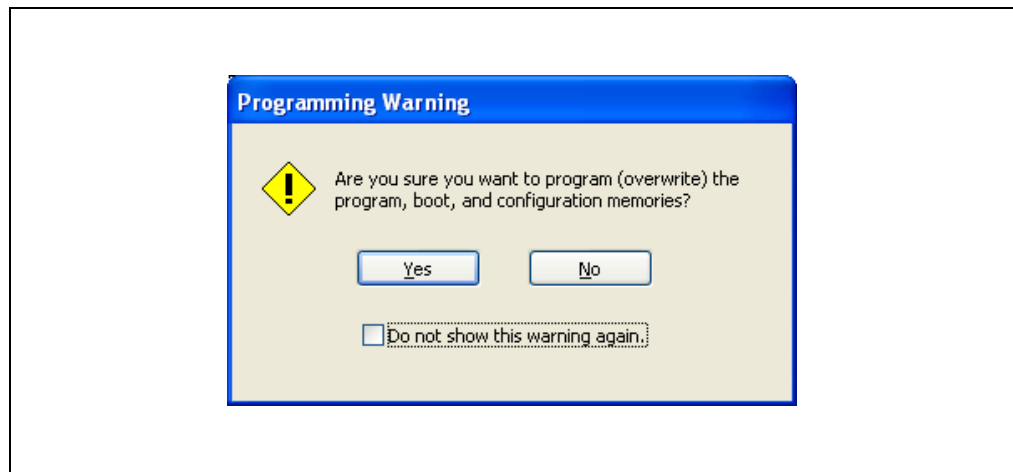 Programming Warning
Are you sure you want to program (overwrite) the
program, boot, and configuration memories?
Yes
No
Do not show this warning again.